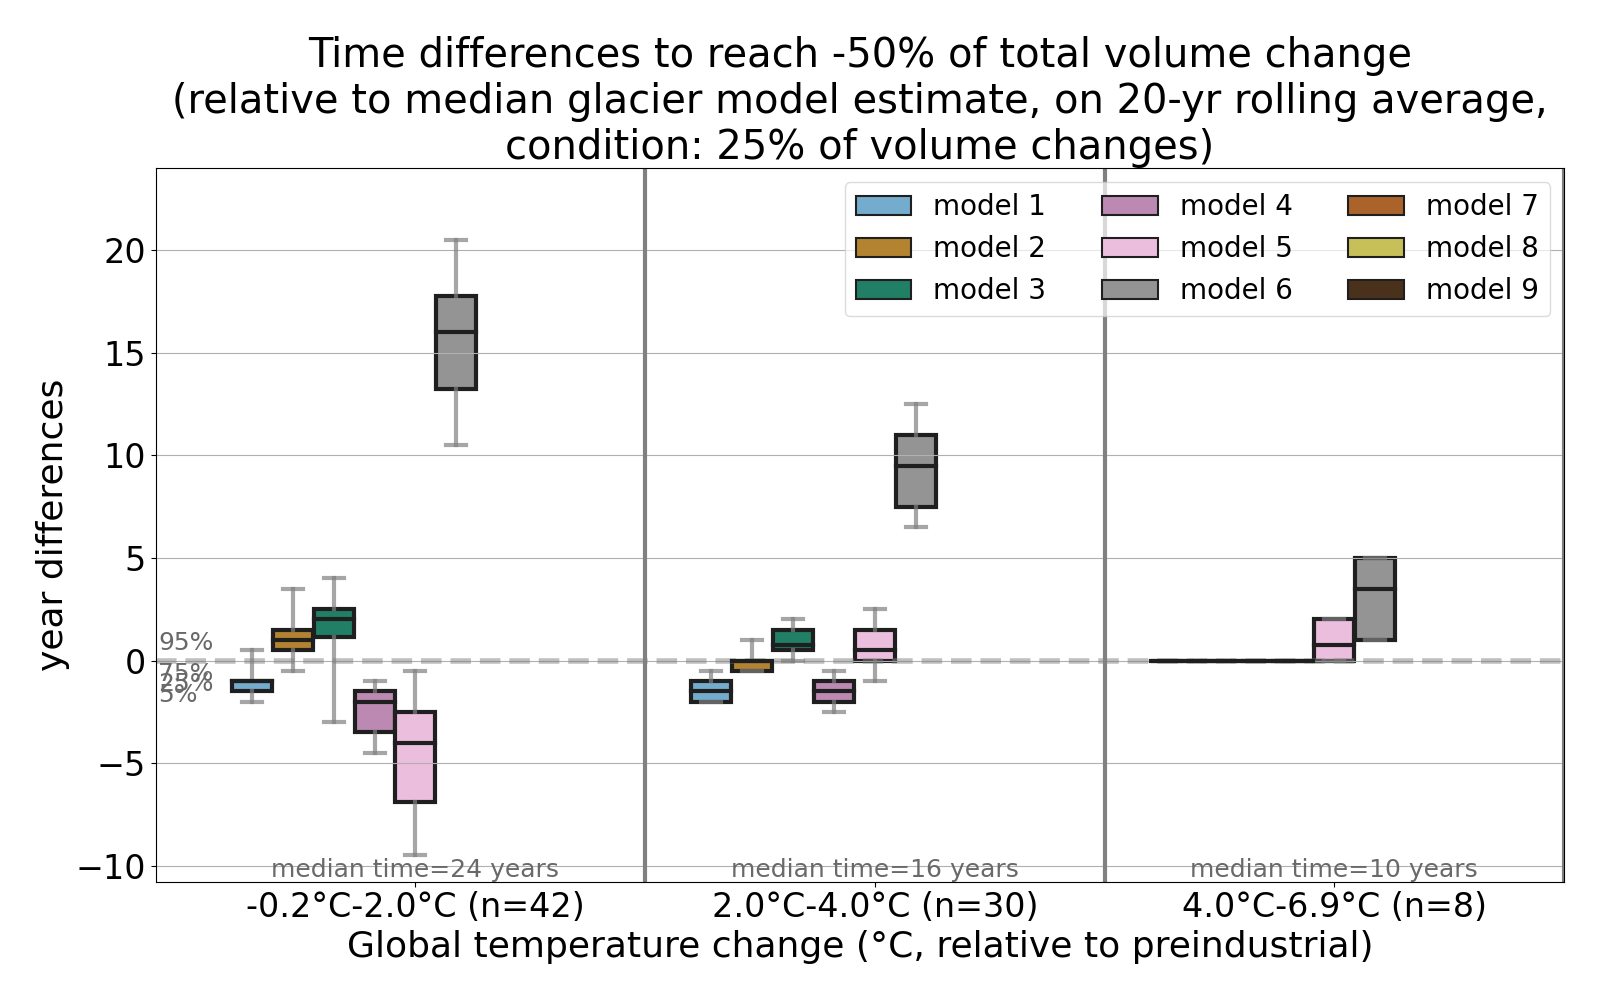 Time differences to reach -50% of total volume change
(relative to median glacier model estimate, on 20-yr rolling average,
condition: 25% of volume changes)
model 1
model 2
model 3
model 4
model 5
model 6
model 7
model 8
model 9
year differences
20
15
10
5
0
−5
−10
95%
75%
25%
5%
median time=24 years
median time=16 years
median time=10 years
-0.2°C-2.0°C (n=42)
2.0°C-4.0°C (n=30)
4.0°C-6.9°C (n=8)
Global temperature change (°C, relative to preindustrial)